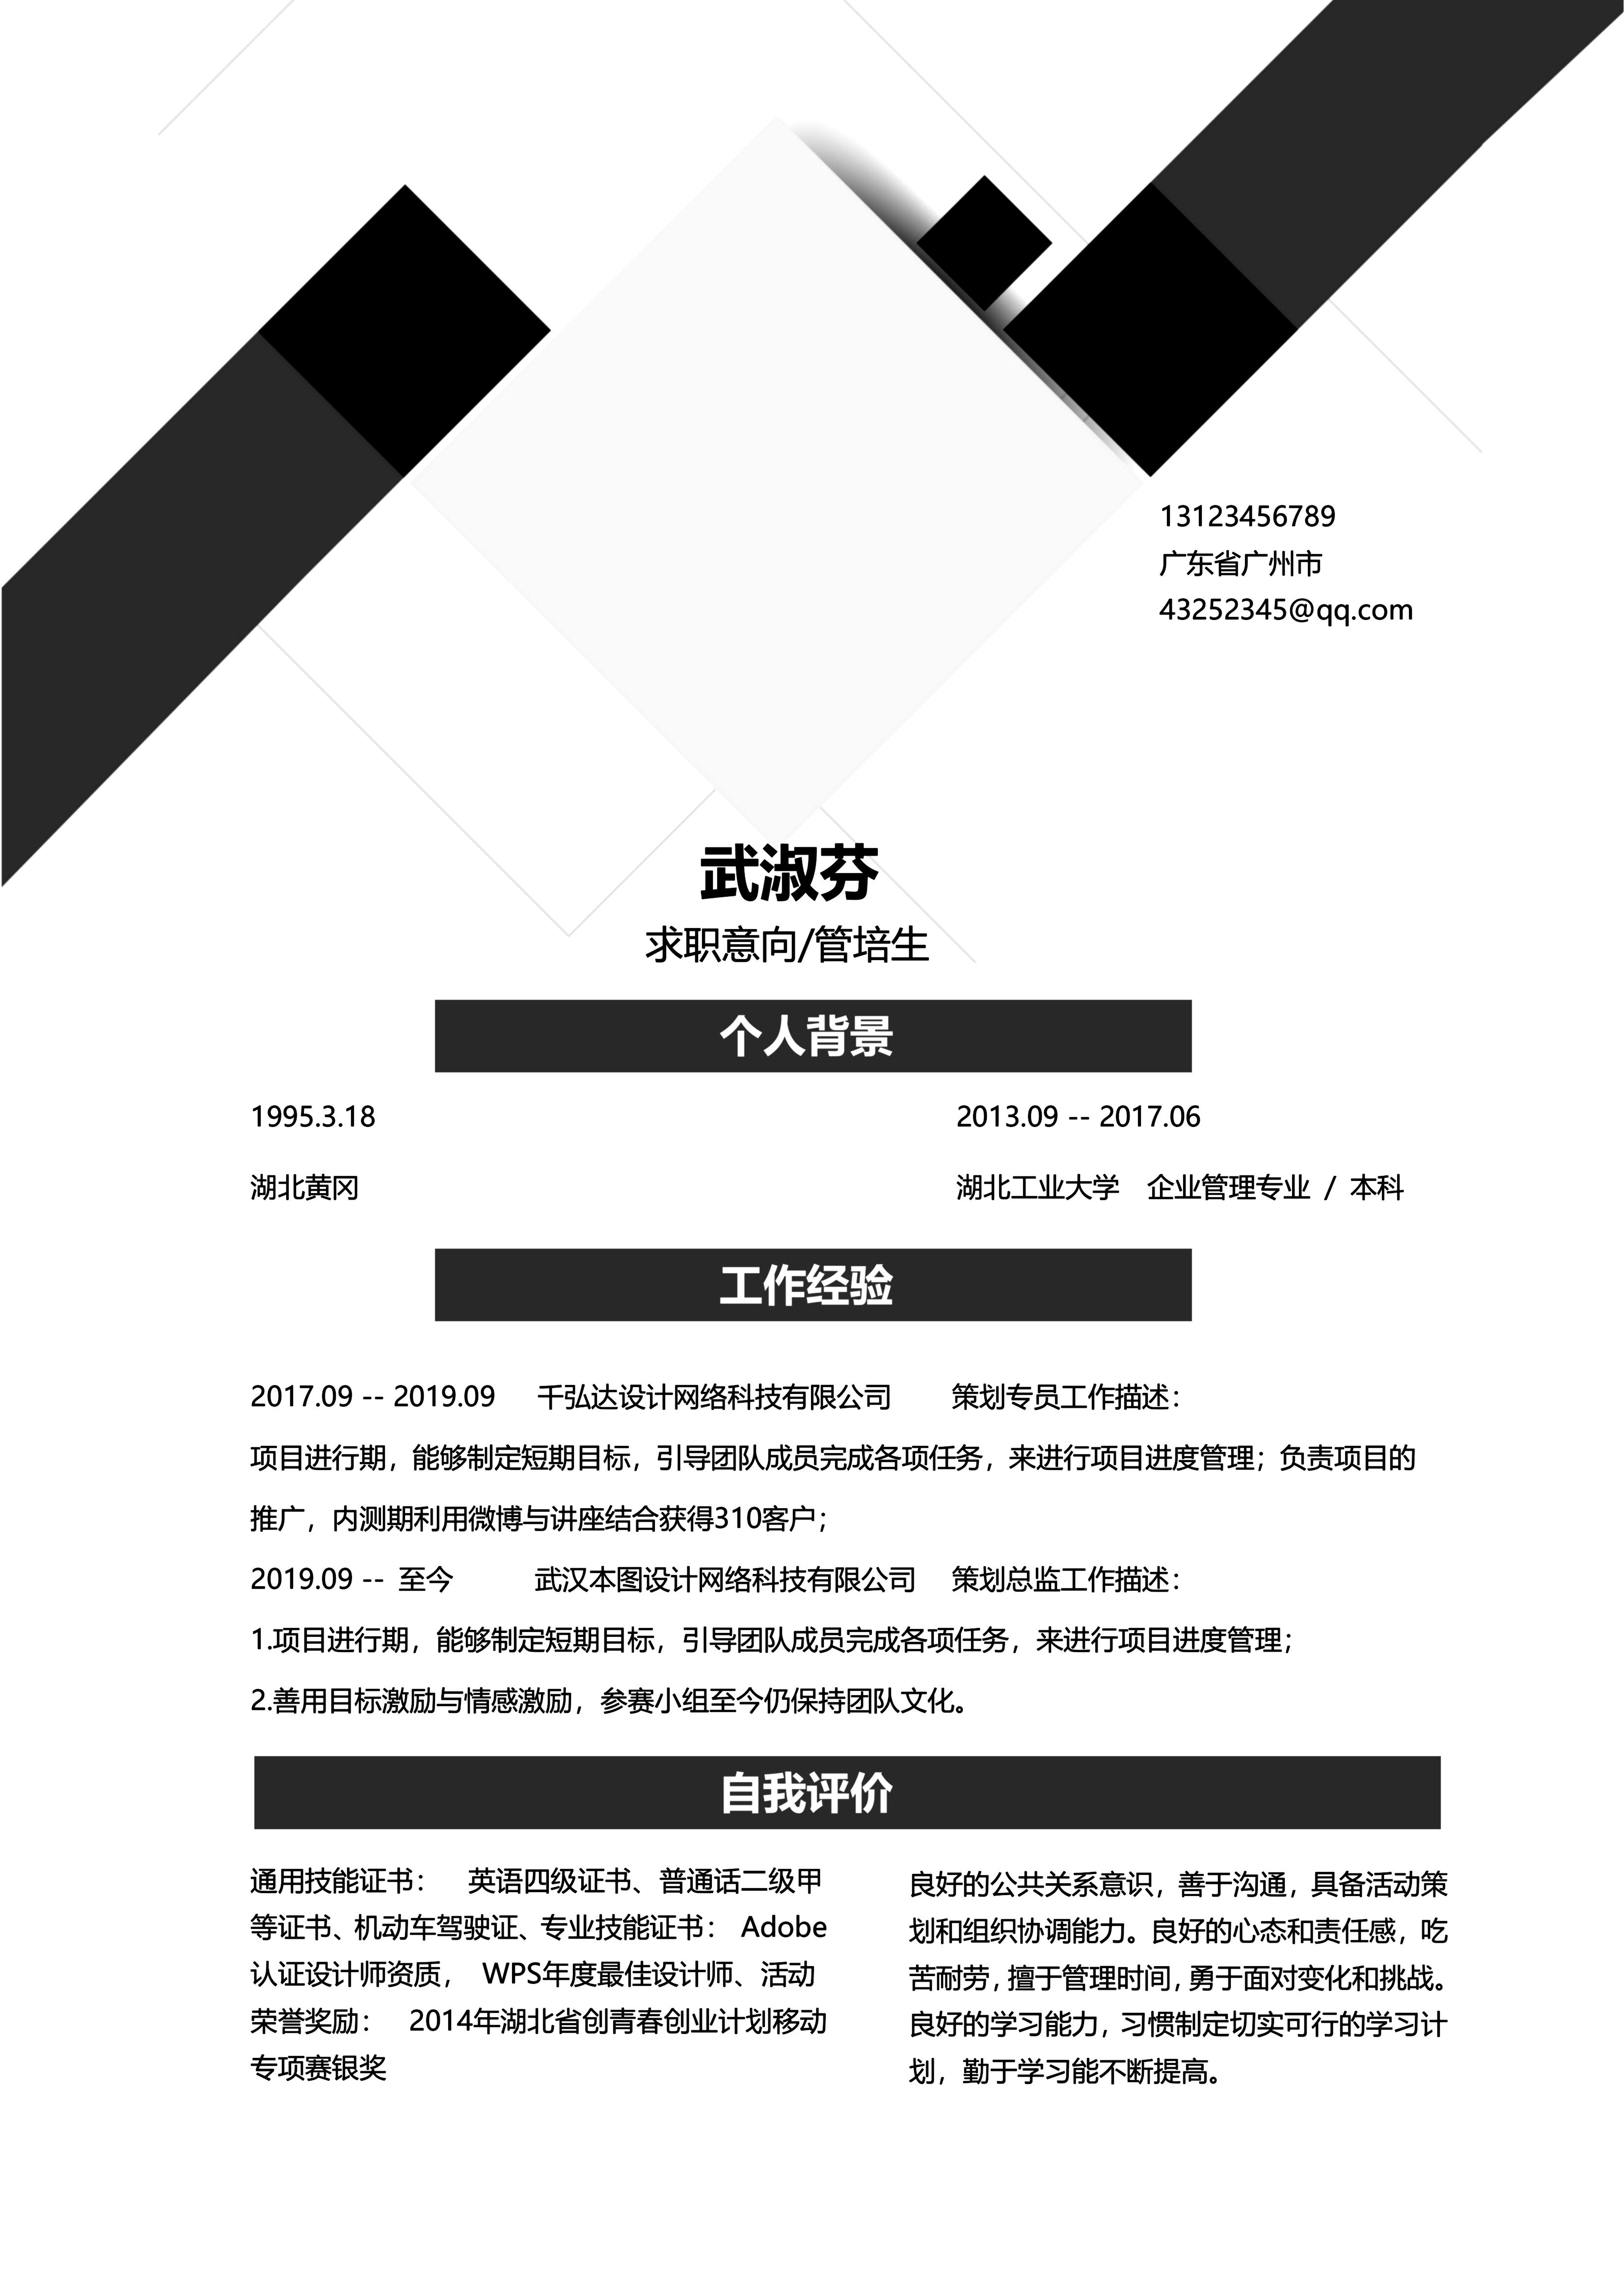 13123456789
广东省广州市
43252345@qq.com
武淑芬
求职意向/管培生
个人背景
1995.3.18
2013.09 -- 2017.06
湖北黄冈
湖北工业大学 企业管理专业 / 本科
工作经验
2017.09 -- 2019.09 千弘达设计网络科技有限公司 策划专员工作描述：
项目进行期，能够制定短期目标，引导团队成员完成各项任务，来进行项目进度管理；负责项目的
推广，内测期利用微博与讲座结合获得310客户；
2019.09 -- 至今 武汉本图设计网络科技有限公司 策划总监工作描述：
1.项目进行期，能够制定短期目标，引导团队成员完成各项任务，来进行项目进度管理；
2.善用目标激励与情感激励，参赛小组至今仍保持团队文化。
自我评价
通用技能证书： 英语四级证书、普通话二级甲
等证书、机动车驾驶证、专业技能证书： Adobe
认证设计师资质， WPS年度最佳设计师、活动
荣誉奖励： 2014年湖北省创青春创业计划移动
专项赛银奖
良好的公共关系意识，善于沟通，具备活动策
划和组织协调能力。良好的心态和责任感，吃
苦耐劳，擅于管理时间，勇于面对变化和挑战。
良好的学习能力，习惯制定切实可行的学习计
划，勤于学习能不断提高。